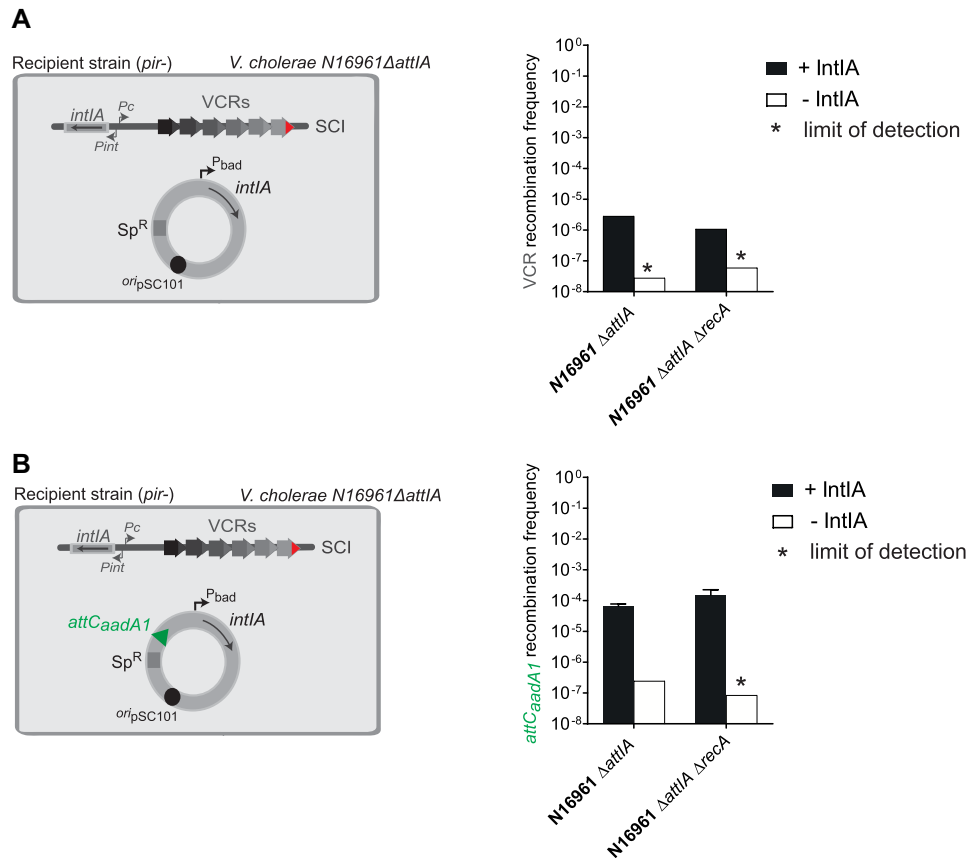 A
Recipient strain (pir-) V. cholerae N16961ΔattIA
intIA Pc VCRs SCI
Pint
Pbad
intIA
SpR
oripSC101
VCR recombination frequency
10^0
10^-1
10^-2
10^-3
10^-4
10^-5
10^-6
10^-7
10^-8
* *
N16961 ΔattIA
N16961 ΔattIA ΔrecA
+ IntIA
- IntIA
* limit of detection
B
Recipient strain (pir-) V. cholerae N16961ΔattIA
intIA Pc VCRs SCI
Pint
Pbad
attCaadA1 intIA
SpR
oripSC101
attCaadA1 recombination frequency
10^0
10^-1
10^-2
10^-3
10^-4
10^-5
10^-6
10^-7
10^-8
*
N16961 ΔattIA
N16961 ΔattIA ΔrecA
+ IntIA
- IntIA
* limit of detection